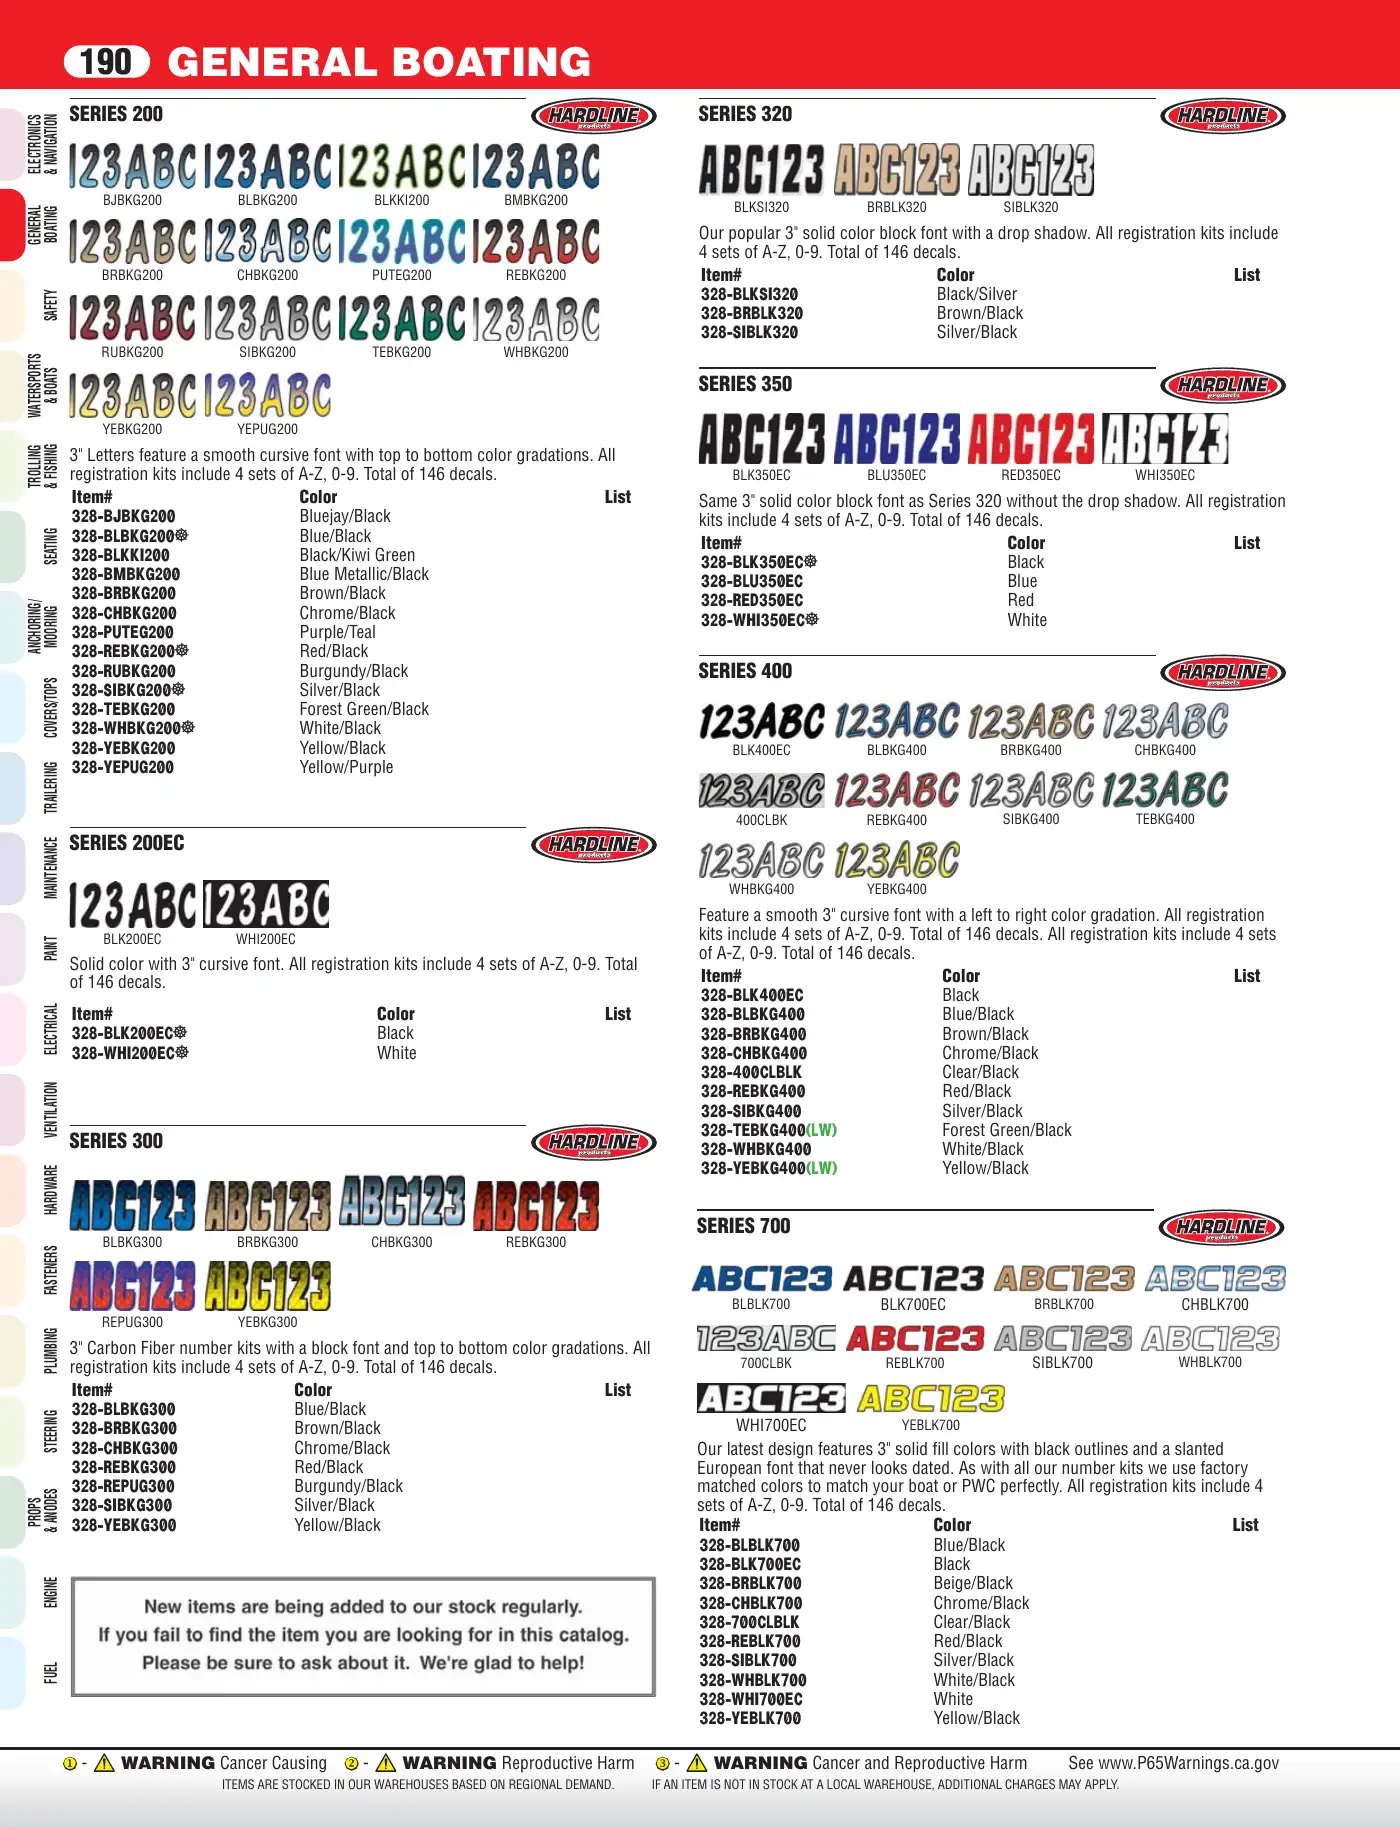 190 GENERAL BOATING
ELECTRONICS & NAVIGATION
GENERAL BOATING
SAFETY
WATERSPORTS & BOATS
TROLLING & FISHING
SEATING
ANCHORING/ MOORING
COVERS/TOPS
TRAILERING
MAINTENANCE
PAINT
ELECTRICAL
VENTILATION
HARDWARE
FASTENERS
PLUMBING
STEERING
PROPS & ANODES
ENGINE
FUEL
SERIES 200 HARDLINE products
123ABC 123ABC 123ABC 123ABC
BJBKG200 BLBKG200 BLKKI200 BMBKG200
123ABC 123ABC 123ABC 123ABC
BRBKG200 CHBKG200 PUTEG200 REBKG200
123ABC 123ABC 123ABC 123ABC
RUBKG200 SIBKG200 TEBKG200 WHBKG200
123ABC 123ABC
YEBKG200 YEPUG200
3" Letters feature a smooth cursive font with top to bottom color gradations. All
registration kits include 4 sets of A-Z, 0-9. Total of 146 decals.
Item# Color List
328-BJBKG200 Bluejay/Black
328-BLBKG200 Blue/Black
328-BLKKI200 Black/Kiwi Green
328-BMBKG200 Blue Metallic/Black
328-BRBKG200 Brown/Black
328-CHBKG200 Chrome/Black
328-PUTEG200 Purple/Teal
328-REBKG200 Red/Black
328-RUBKG200 Burgundy/Black
328-SIBKG200 Silver/Black
328-TEBKG200 Forest Green/Black
328-WHBKG200 White/Black
328-YEBKG200 Yellow/Black
328-YEPUG200 Yellow/Purple
SERIES 200EC HARDLINE products
123ABC 123ABC
BLK200EC WHI200EC
Solid color with 3" cursive font. All registration kits include 4 sets of A-Z, 0-9. Total
of 146 decals.
Item# Color List
328-BLK200EC Black
328-WHI200EC White
SERIES 300 HARDLINE products
ABC123 ABC123 ABC123 ABC123
BLBKG300 BRBKG300 CHBKG300 REBKG300
ABC123 ABC123
REPUG300 YEBKG300
3" Carbon Fiber number kits with a block font and top to bottom color gradations. All
registration kits include 4 sets of A-Z, 0-9. Total of 146 decals.
Item# Color List
328-BLBKG300 Blue/Black
328-BRBKG300 Brown/Black
328-CHBKG300 Chrome/Black
328-REBKG300 Red/Black
328-REPUG300 Burgundy/Black
328-SIBKG300 Silver/Black
328-YEBKG300 Yellow/Black
New items are being added to our stock regularly.
If you fail to find the item you are looking for in this catalog.
Please be sure to ask about it. We're glad to help!
SERIES 320 HARDLINE products
ABC123 ABC123 ABC123
BLKSI320 BRBLK320 SIBLK320
Our popular 3" solid color block font with a drop shadow. All registration kits include
4 sets of A-Z, 0-9. Total of 146 decals.
Item# Color List
328-BLKSI320 Black/Silver
328-BRBLK320 Brown/Black
328-SIBLK320 Silver/Black
SERIES 350 HARDLINE products
ABC123 ABC123 ABC123 ABC123
BLK350EC BLU350EC RED350EC WHI350EC
Same 3" solid color block font as Series 320 without the drop shadow. All registration
kits include 4 sets of A-Z, 0-9. Total of 146 decals.
Item# Color List
328-BLK350EC Black
328-BLU350EC Blue
328-RED350EC Red
328-WHI350EC White
SERIES 400 HARDLINE products
123ABC 123ABC 123ABC 123ABC
BLK400EC BLBKG400 BRBKG400 CHBKG400
123ABC 123ABC 123ABC 123ABC
400CLBK REBKG400 SIBKG400 TEBKG400
123ABC 123ABC
WHBKG400 YEBKG400
Feature a smooth 3" cursive font with a left to right color gradation. All registration
kits include 4 sets of A-Z, 0-9. Total of 146 decals. All registration kits include 4 sets
of A-Z, 0-9. Total of 146 decals.
Item# Color List
328-BLK400EC Black
328-BLBKG400 Blue/Black
328-BRBKG400 Brown/Black
328-CHBKG400 Chrome/Black
328-400CLBLK Clear/Black
328-REBKG400 Red/Black
328-SIBKG400 Silver/Black
328-TEBKG400(LW) Forest Green/Black
328-WHBKG400 White/Black
328-YEBKG400(LW) Yellow/Black
SERIES 700 HARDLINE products
ABC123 ABC123 ABC123 ABC123
BLBLK700 BLK700EC BRBLK700 CHBLK700
123ABC ABC123 ABC123 ABC123
700CLBK REBLK700 SIBLK700 WHBLK700
ABC123 ABC123
WHI700EC YEBLK700
Our latest design features 3" solid fill colors with black outlines and a slanted
European font that never looks dated. As with all our number kits we use factory
matched colors to match your boat or PWC perfectly. All registration kits include 4
sets of A-Z, 0-9. Total of 146 decals.
Item# Color List
328-BLBLK700 Blue/Black
328-BLK700EC Black
328-BRBLK700 Beige/Black
328-CHBLK700 Chrome/Black
328-700CLBLK Clear/Black
328-REBLK700 Red/Black
328-SIBLK700 Silver/Black
328-WHBLK700 White/Black
328-WHI700EC White
328-YEBLK700 Yellow/Black
1 - WARNING Cancer Causing 2 - WARNING Reproductive Harm 3 - WARNING Cancer and Reproductive Harm See www.P65Warnings.ca.gov
ITEMS ARE STOCKED IN OUR WAREHOUSES BASED ON REGIONAL DEMAND. IF AN ITEM IS NOT IN STOCK AT A LOCAL WAREHOUSE, ADDITIONAL CHARGES MAY APPLY.